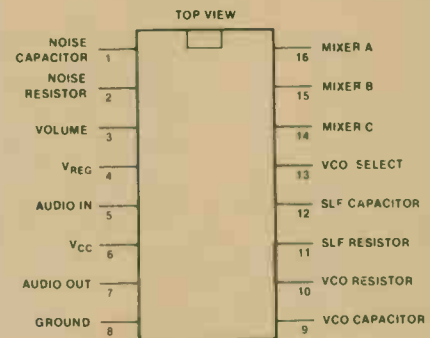 TOP VIEW
NOISE
CAPACITOR
1
NOISE
RESISTOR
2
VOLUME
3
VREG
4
AUDIO IN
5
VCC
6
AUDIO OUT
7
GROUND
8
MIXER A
16
MIXER B
15
MIXER C
14
VCO SELECT
13
SLF CAPACITOR
12
SLF RESISTOR
11
VCO RESISTOR
10
VCO CAPACITOR
9